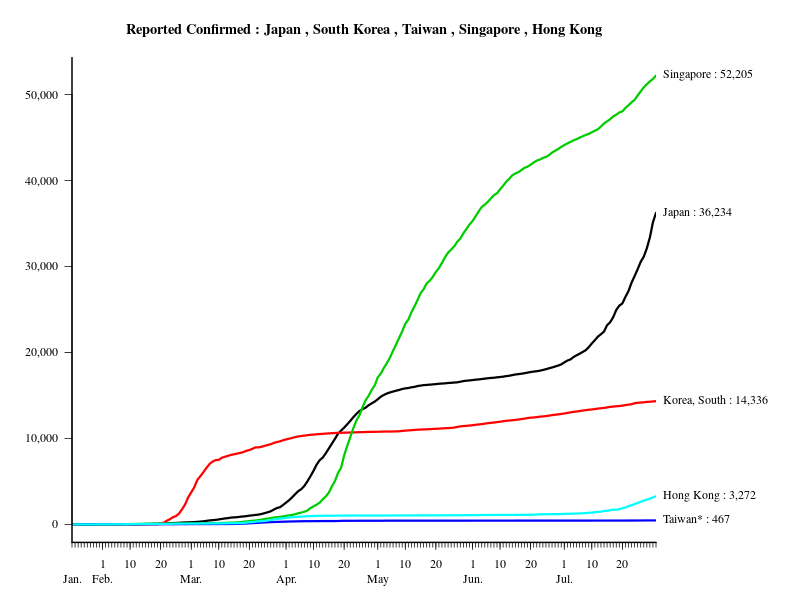 Reported Confirmed : Japan , South Korea , Taiwan , Singapore , Hong Kong
Singapore : 52,205
50,000
40,000
Japan : 36,234
30,000
20,000
Korea, South : 14,336
10,000
Hong Kong : 3,272
Taiwan* : 467
0
1 10 20 1 10 20 1 10 20 1 10 20 1 10 20 1 10 20
Jan. Feb. Mar. Apr. May Jun. Jul.